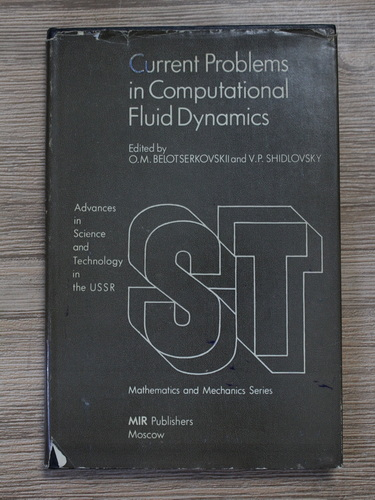 Current Problems
in Computational
Fluid Dynamics
Edited by
O.M. BELOTSERKOVSKII and V.P. SHIDLOVSKY
Advances
in
Science
and
Technology
in
the USSR
ST
Mathematics and Mechanics Series
MIR Publishers
Moscow